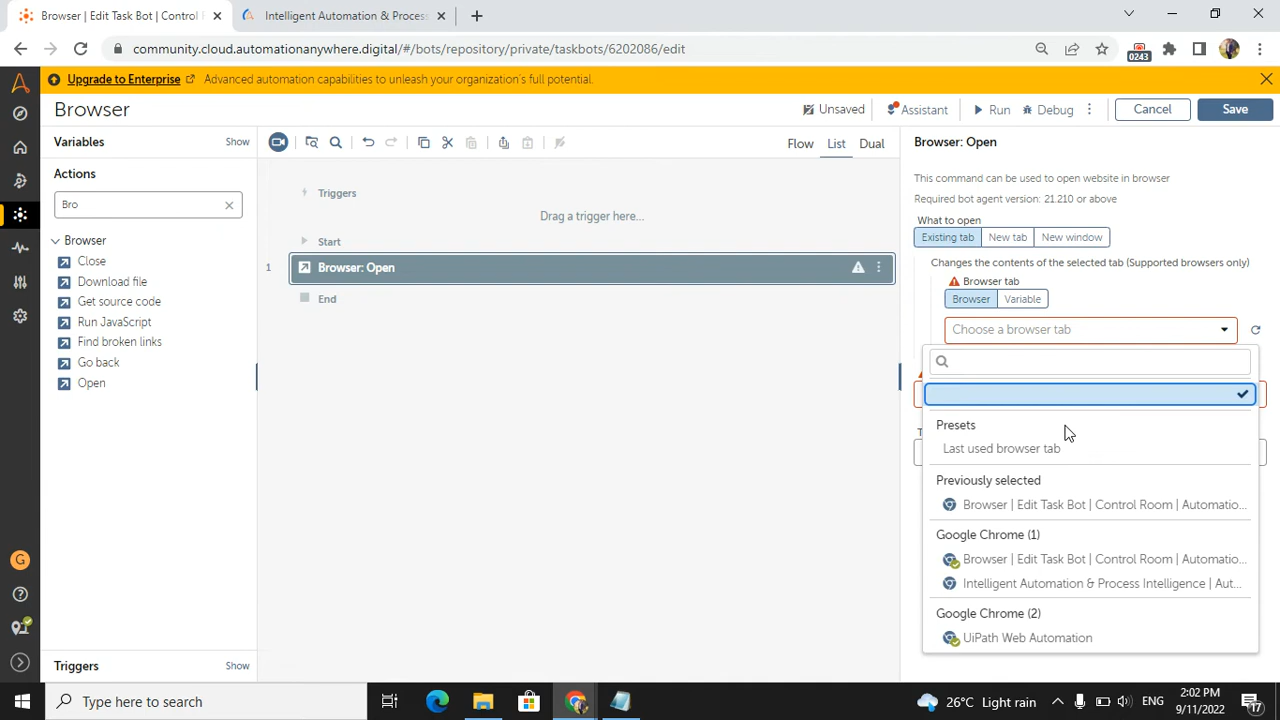 Browser | Edit Task Bot | Control F
Intelligent Automation & Process
community.cloud.automationanywhere.digital/#/bots/repository/private/taskbots/6202086/edit
0243
Upgrade to Enterprise
Advanced automation capabilities to unleash your organization's full potential.
Browser
Unsaved
Assistant
Run
Debug
Cancel
Save
Variables
Show
Flow
List
Dual
Browser: Open
Actions
Bro
Browser
Close
Download file
Get source code
Run JavaScript
Find broken links
Go back
Open
Triggers
Show
Triggers
Drag a trigger here...
Start
1
Browser: Open
End
This command can be used to open website in browser
Required bot agent version: 21.210 or above
What to open
Existing tab
New tab
New window
Changes the contents of the selected tab (Supported browsers only)
Browser tab
Browser
Variable
Choose a browser tab
Presets
Last used browser tab
Previously selected
Browser | Edit Task Bot | Control Room | Automatio...
Google Chrome (1)
Browser | Edit Task Bot | Control Room | Automatio...
Intelligent Automation & Process Intelligence | Aut...
Google Chrome (2)
UiPath Web Automation
G
Type here to search
26°C Light rain
ENG
2:02 PM
9/11/2022
17